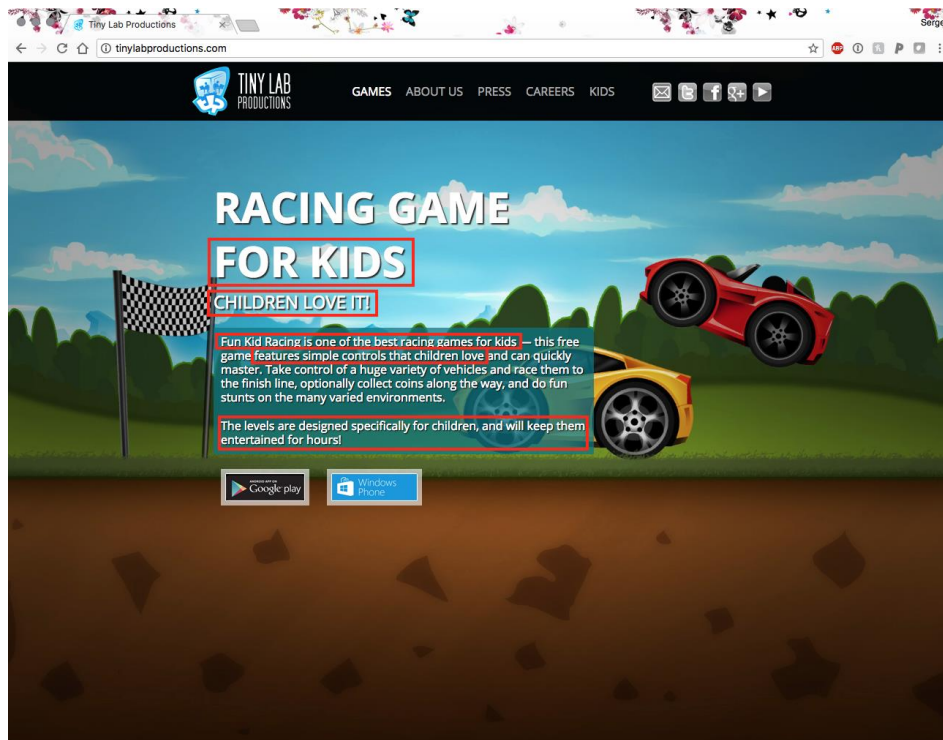 Tiny Lab Productions
Serge
tinylabproductions.com
ABP
TINY LAB
PRODUCTIONS
GAMES ABOUT US PRESS CAREERS KIDS
RACING GAME
FOR KIDS
CHILDREN LOVE IT!
Fun Kid Racing is one of the best racing games for kids — this free
game features simple controls that children love and can quickly
master. Take control of a huge variety of vehicles and race them to
the finish line, optionally collect coins along the way, and do fun
stunts on the many varied environments.
The levels are designed specifically for children, and will keep them
entertained for hours!
ANDROID APP ON
Google play
Windows
Phone